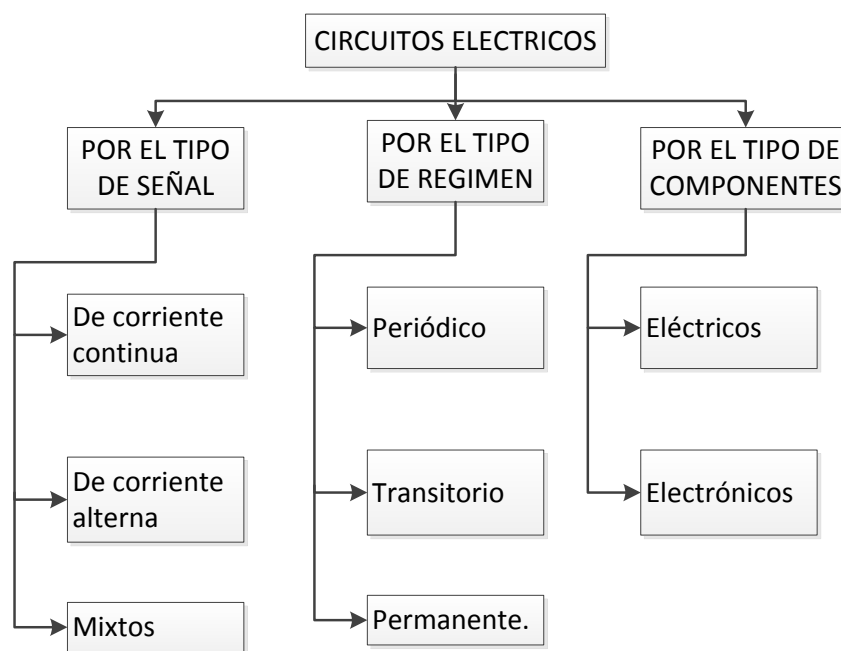 CIRCUITOS ELECTRICOS
POR EL TIPO
DE SEÑAL
De corriente
continua
De corriente
alterna
Mixtos
POR EL TIPO
DE REGIMEN
Periódico
Transitorio
Permanente.
POR EL TIPO DE
COMPONENTES
Eléctricos
Electrónicos